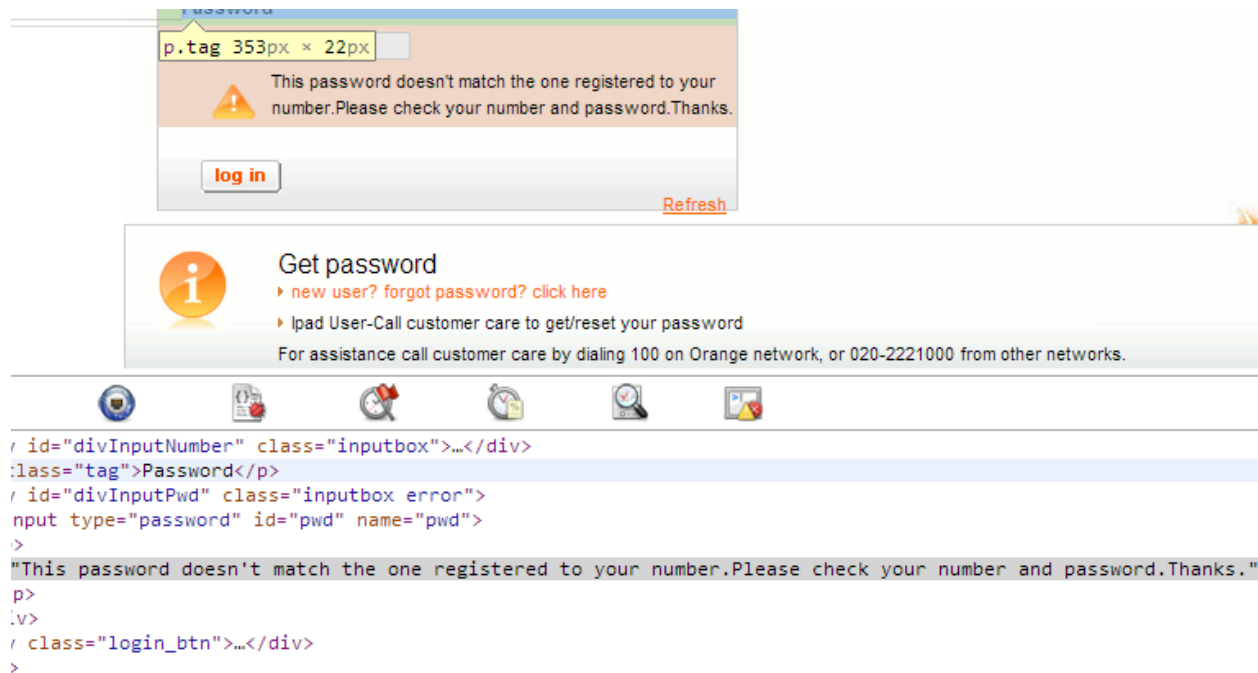 Password
p.tag 353px × 22px
This password doesn't match the one registered to your
number.Please check your number and password.Thanks.
log in
Refresh
Get password
new user? forgot password? click here
Ipad User-Call customer care to get/reset your password
For assistance call customer care by dialing 100 on Orange network, or 020-2221000 from other networks.
id="divInputNumber" class="inputbox">…</div>
class="tag">Password</p>
id="divInputPwd" class="inputbox error">
nput type="password" id="pwd" name="pwd">
>
"This password doesn't match the one registered to your number.Please check your number and password.Thanks."
p>
iv>
class="login_btn">…</div>
>